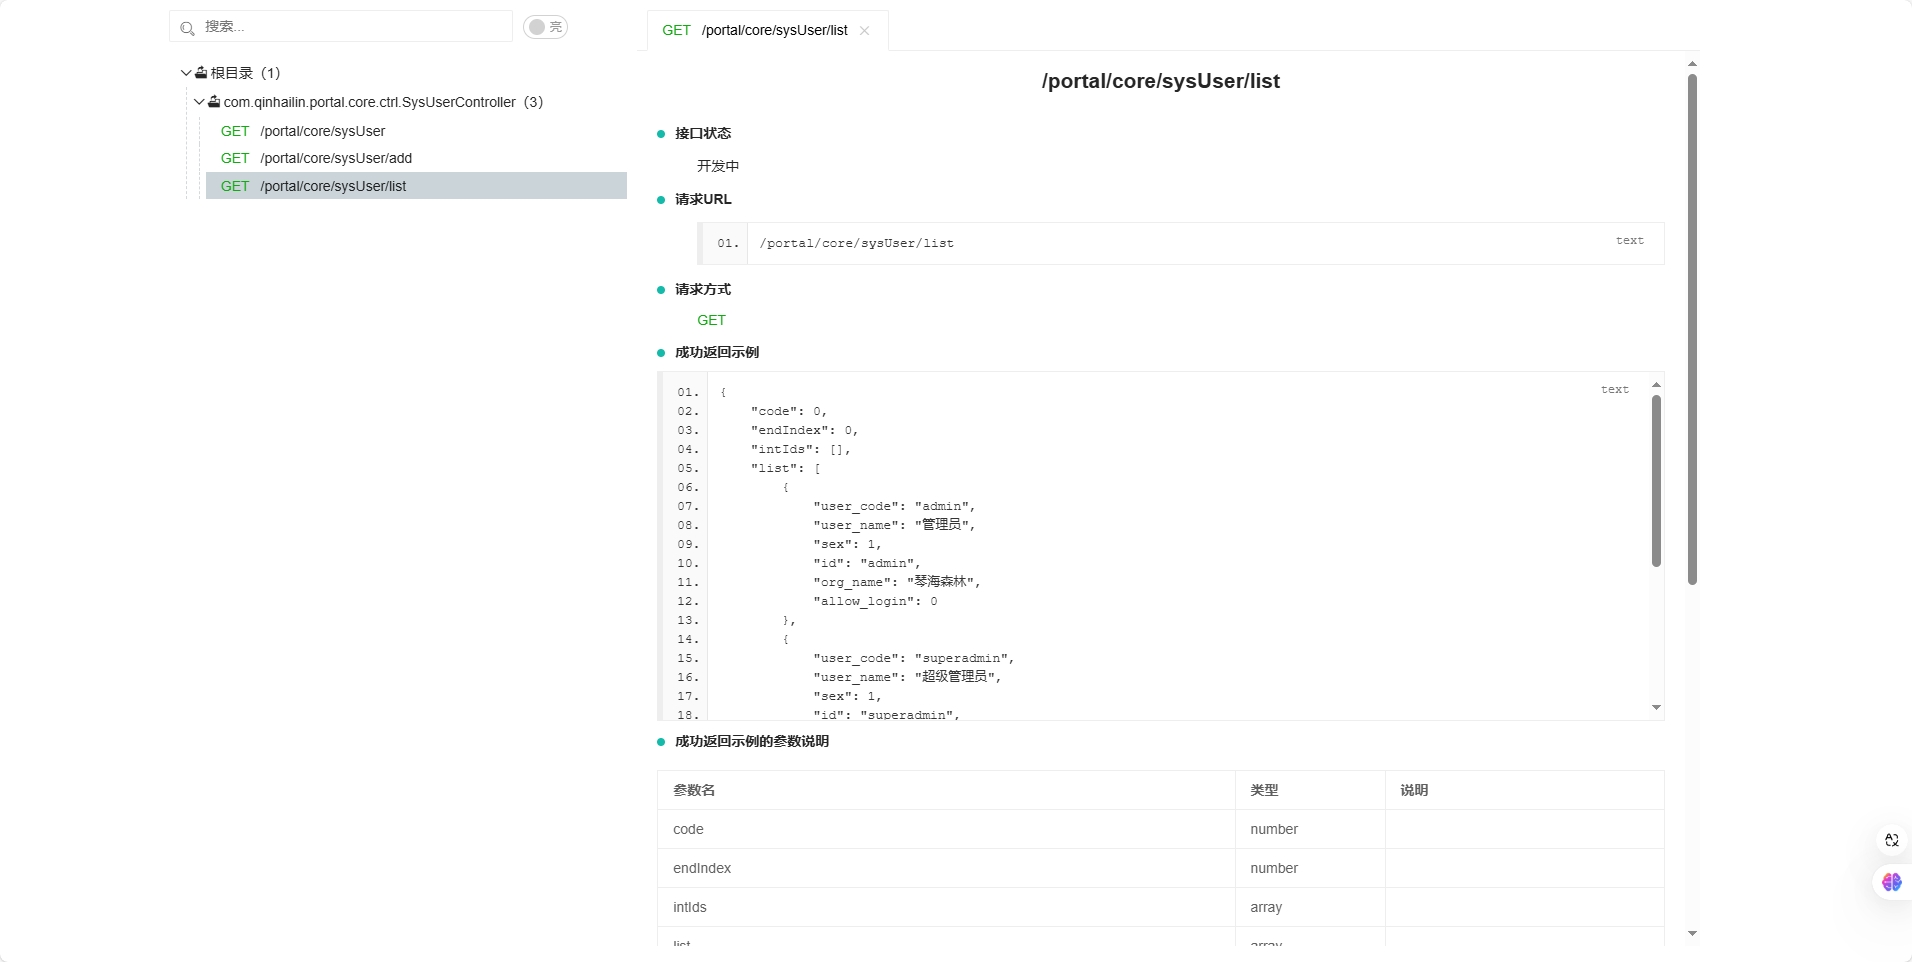 搜索...
亮
根目录（1）
com.qinhailin.portal.core.ctrl.SysUserController（3）
GET /portal/core/sysUser
GET /portal/core/sysUser/add
GET /portal/core/sysUser/list
GET /portal/core/sysUser/list
/portal/core/sysUser/list
接口状态
开发中
请求URL
01. /portal/core/sysUser/list
text
请求方式
GET
成功返回示例
text
01. {
02.     "code": 0,
03.     "endIndex": 0,
04.     "intIds": [],
05.     "list": [
06.         {
07.             "user_code": "admin",
08.             "user_name": "管理员",
09.             "sex": 1,
10.             "id": "admin",
11.             "org_name": "琴海森林",
12.             "allow_login": 0
13.         },
14.         {
15.             "user_code": "superadmin",
16.             "user_name": "超级管理员",
17.             "sex": 1,
18.             "id": "superadmin",
成功返回示例的参数说明
参数名 类型 说明
code number
endIndex number
intIds array
list array